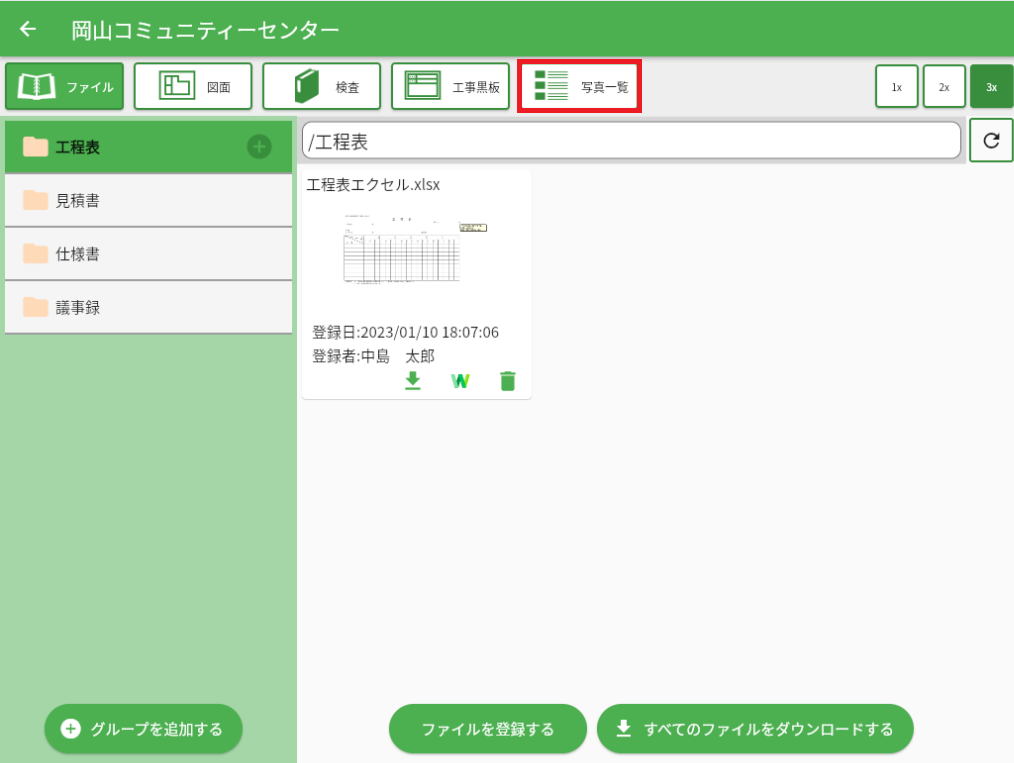 岡山コミュニティーセンター
ファイル
図面
検査
工事黒板
写真一覧
1x
2x
3x
工程表
見積書
仕様書
議事録
/工程表
工程表エクセル.xlsx
登録日:2023/01/10 18:07:06
登録者:中島　太郎
W
グループを追加する
ファイルを登録する
すべてのファイルをダウンロードする